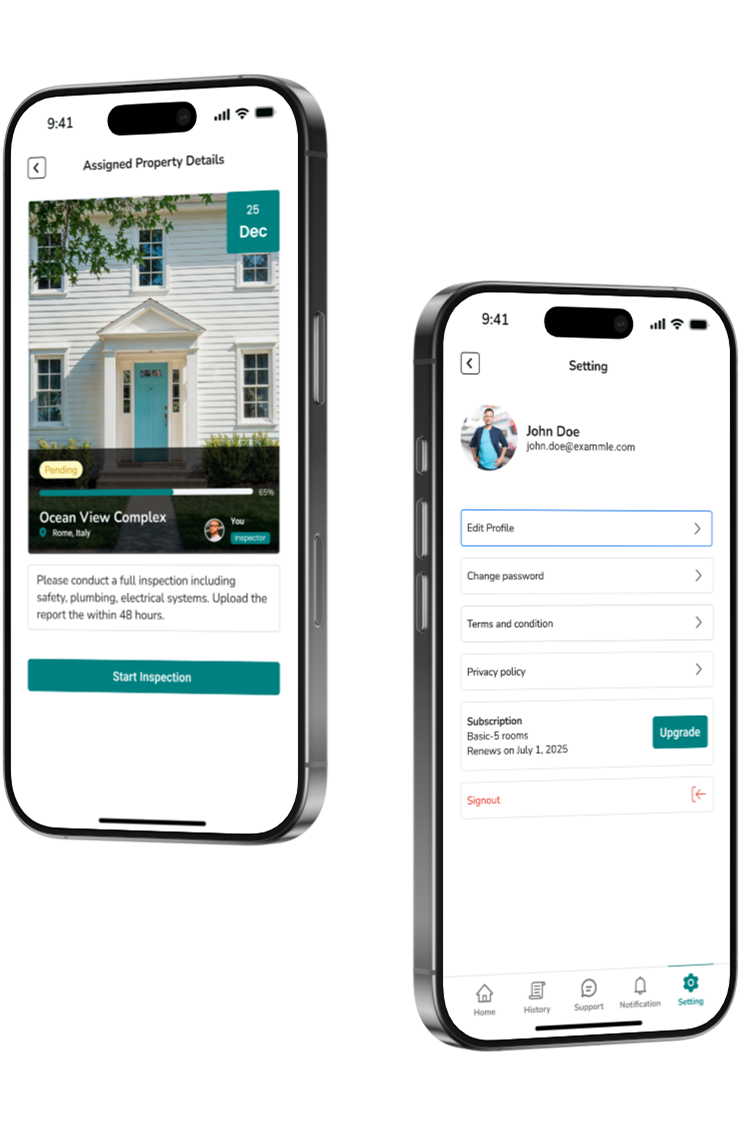 9:41
Assigned Property Details
25
Dec
Pending
65%
Ocean View Complex
Rome, Italy
You
Inspector
Please conduct a full inspection including
safety, plumbing, electrical systems. Upload the
report the within 48 hours.
Start Inspection
9:41
Setting
John Doe
john.doe@exammle.com
Edit Profile
Change password
Terms and condition
Privacy policy
Subscription
Basic-5 rooms
Renews on July 1, 2025
Upgrade
Signout
Home
History
Support
Notification
Setting